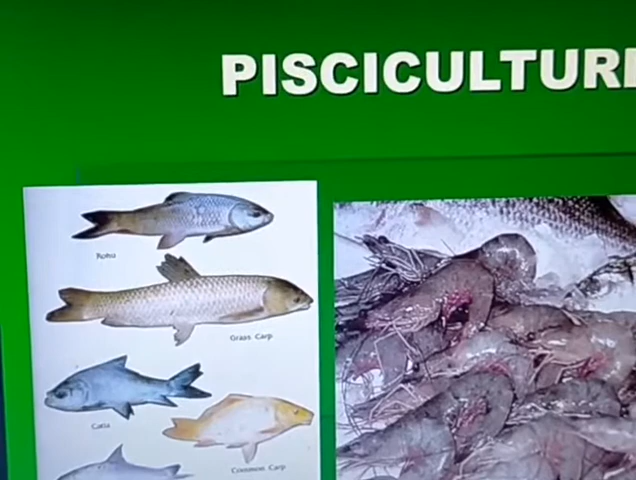 PISCICULTUR
Rohu
Grass Carp
Catla
Common Carp